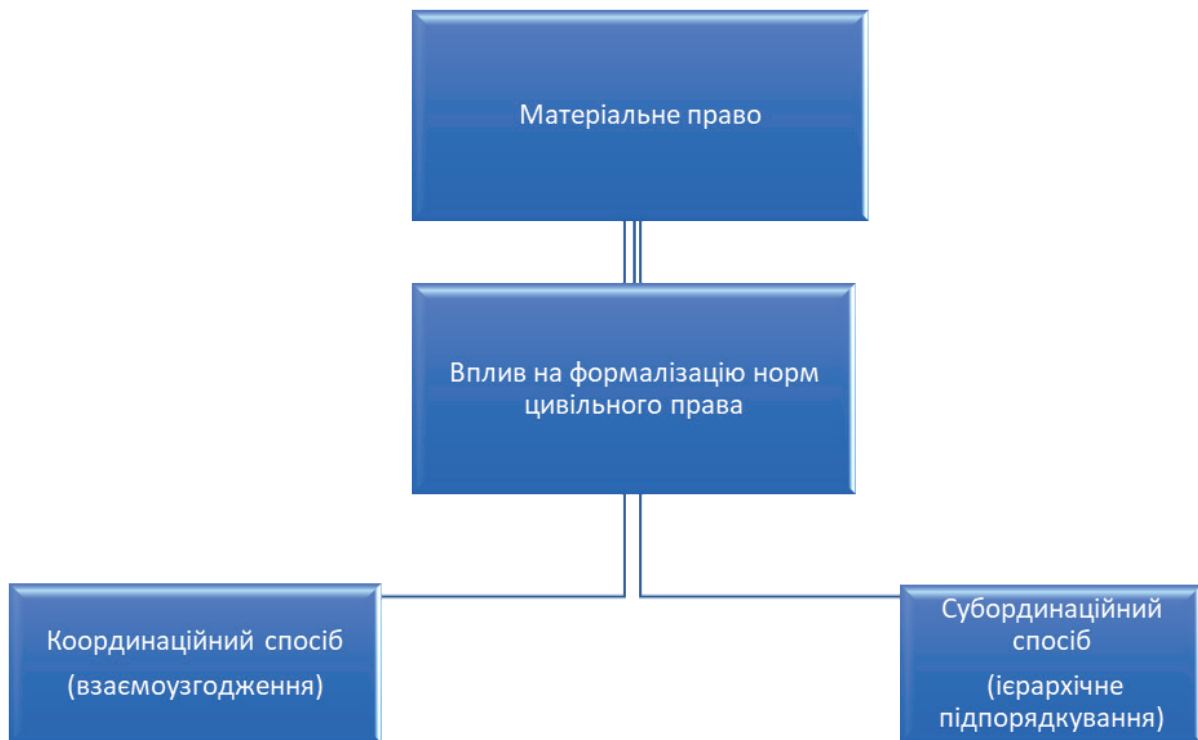 Матеріальне право
Вплив на формалізацію норм
цивільного права
Координаційний спосіб
(взаємоузгодження)
Субординаційний
спосіб
(ієрархічне
підпорядкування)